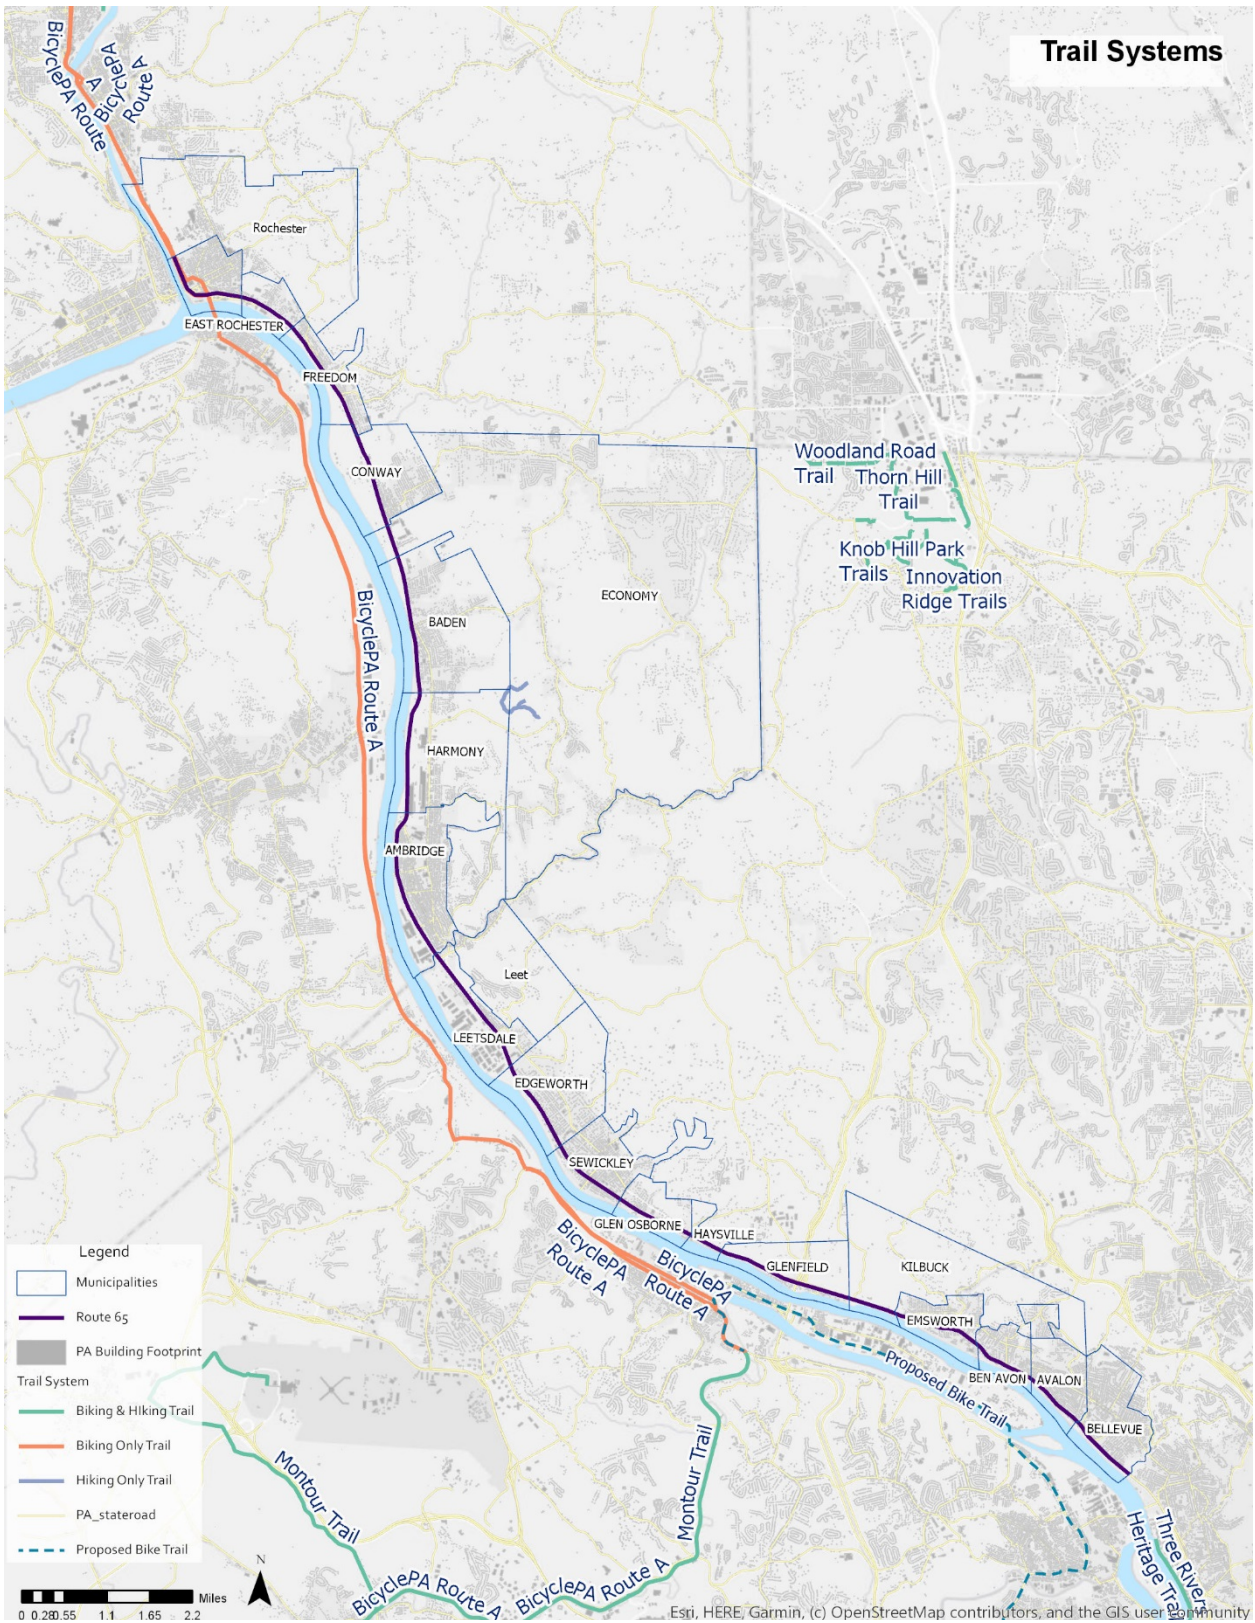 Trail Systems
BicyclePA Route
A
BicyclePA
Route A
Rochester
EAST ROCHESTER
FREEDOM
CONWAY
Woodland Road
Trail
Thorn Hill
Trail
Knob Hill Park
Trails
Innovation
Ridge Trails
ECONOMY
BADEN
BicyclePA Route A
HARMONY
AMBRIDGE
Leet
LEETSDALE
EDGEWORTH
SEWICKLEY
GLEN OSBORNE
HAYSVILLE
BicyclePA
Route A
BicyclePA
Route A
GLENFIELD
KILBUCK
EMSWORTH
Proposed Bike Trail
BEN AVON
AVALON
BELLEVUE
Montour Trail
Montour Trail
BicyclePA Route A
BicyclePA Route A
Three Rivers
Heritage Trail
Legend
Municipalities
Route 65
PA Building Footprint
Trail System
Biking & HIking Trail
Biking Only Trail
Hiking Only Trail
PA_stateroad
Proposed Bike Trail
N
Miles
0 0.28 0.55 1.1 1.65 2.2
Esri, HERE, Garmin, (c) OpenStreetMap contributors, and the GIS user community